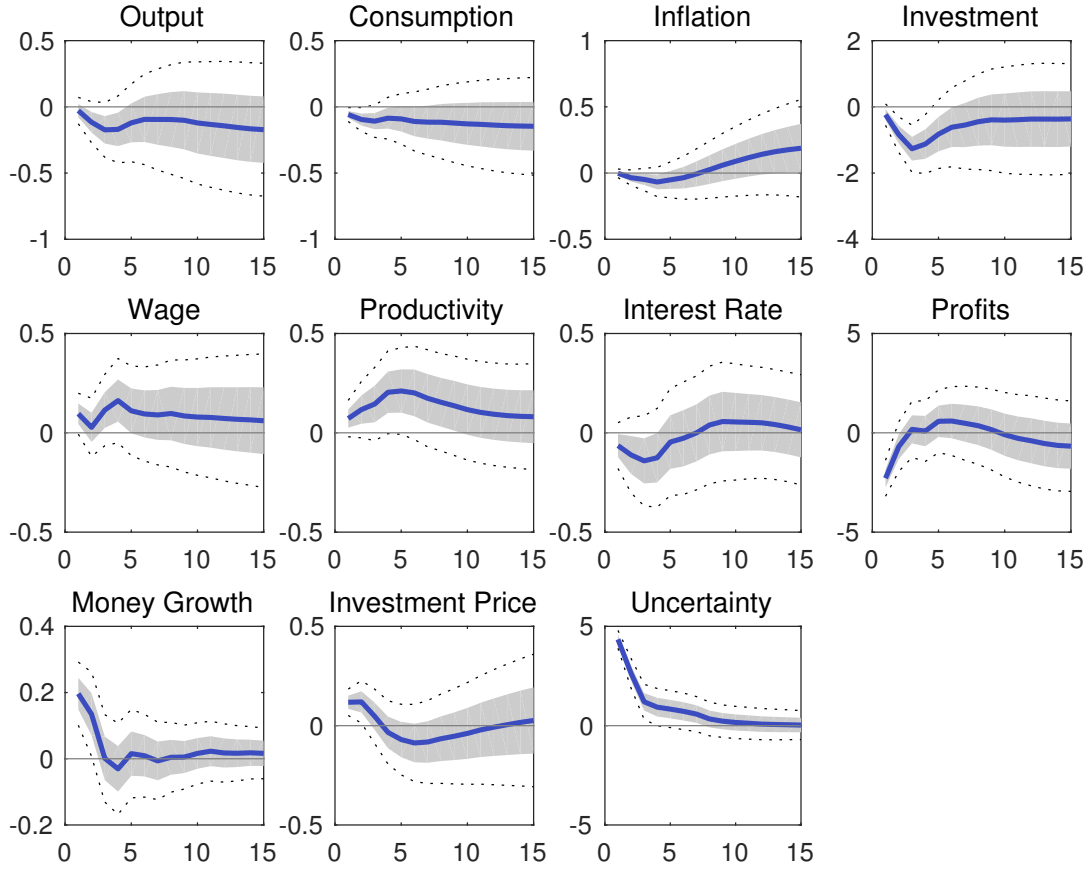 Output Consumption Inflation Investment
0.5 0.5 1 2
0 0 0.5 0
-0.5 -0.5 0 -2
-1 -1 -0.5 -4
0 5 10 15 0 5 10 15 0 5 10 15 0 5 10 15
Wage Productivity Interest Rate Profits
0.5 0.5 0.5 5
0 0 0 0
-0.5 -0.5 -0.5 -5
0 5 10 15 0 5 10 15 0 5 10 15 0 5 10 15
Money Growth Investment Price Uncertainty
0.4 0.5 5
0.2
0 0 0
-0.2 -0.5 -5
0 5 10 15 0 5 10 15 0 5 10 15